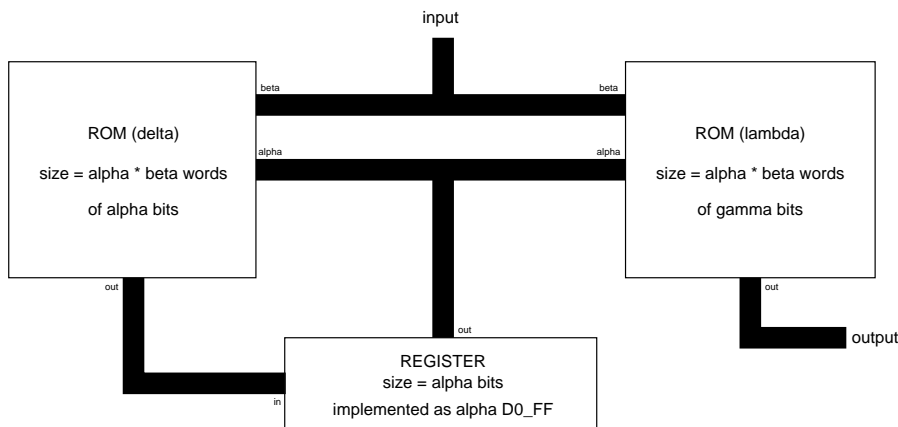 input
beta
beta
ROM (delta)
size = alpha * beta words
of alpha bits
ROM (lambda)
size = alpha * beta words
of gamma bits
alpha
alpha
out
out
out
output
REGISTER
size = alpha bits
in
implemented as alpha D0_FF